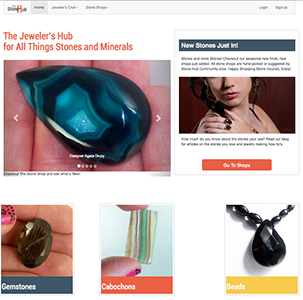 StoneHub
Home
Jeweler's Chat
Stone Shops
Login
SignUp
The Jeweler's Hub
for All Things Stones and Minerals
Designer Agate Druzy
Checkout the Stone Shop and see what's New!
New Stones Just In!
Stones and more Stones! Checkout our awesome new finds, new
shops just added. All stone shops are hand-picked or suggested by
Stone Hub Community price. Happy Shopping Stone Hounds, Enjoy!
How much do you know about the stones your use? Read our blog
for articles on the stones you love and jewelry making how to's.
Go To Shops
Gemstones
Cabochons
Beads